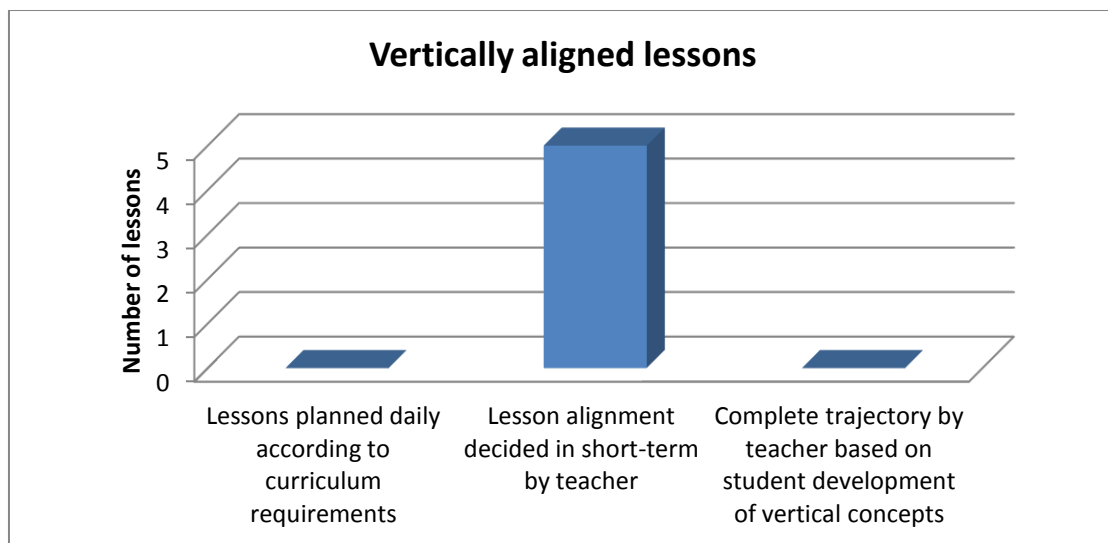 Vertically aligned lessons
Number of lessons
5
4
3
2
1
0
Lessons planned daily
according to
curriculum
requirements
Lesson alignment
decided in short-term
by teacher
Complete trajectory by
teacher based on
student development
of vertical concepts